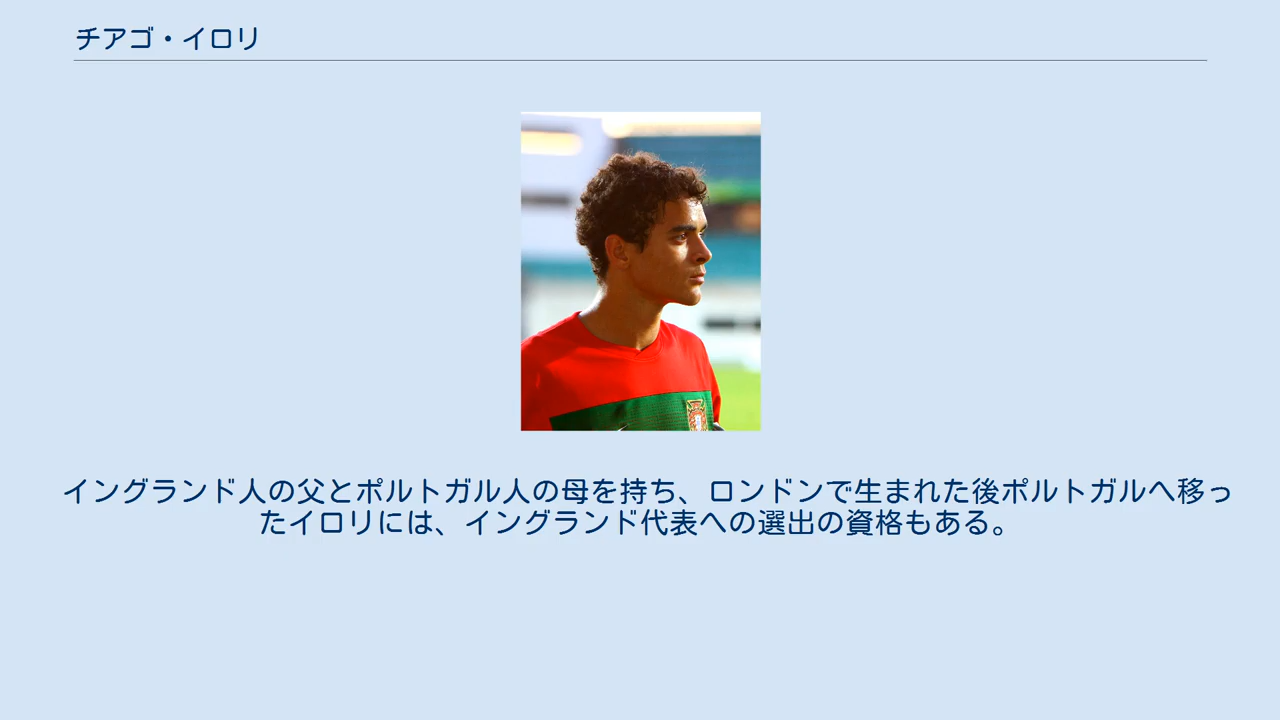 チアゴ・イロリ
イングランド人の父とポルトガル人の母を持ち、ロンドンで生まれた後ポルトガルへ移っ
たイロリには、イングランド代表への選出の資格もある。